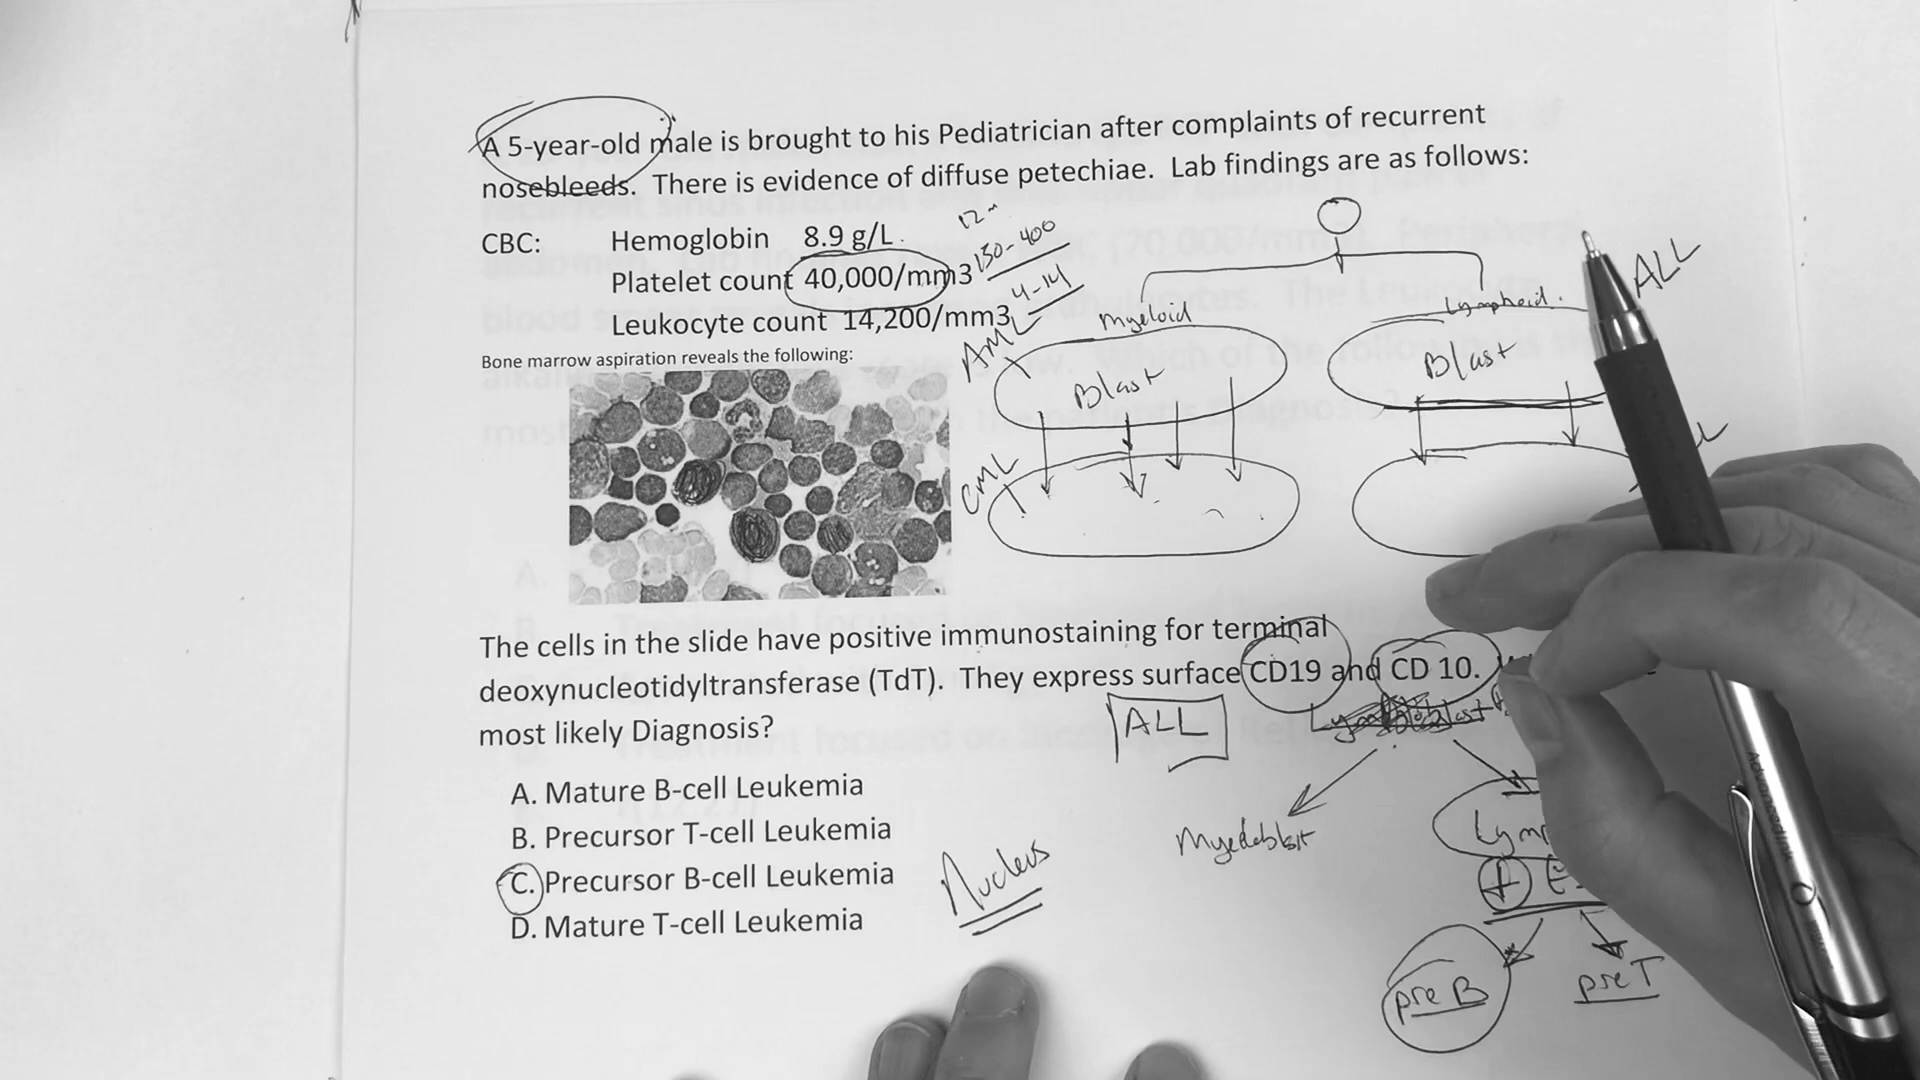 A 5-year-old male is brought to his Pediatrician after complaints of recurrent
nosebleeds. There is evidence of diffuse petechiae. Lab findings are as follows:
CBC: Hemoglobin 8.9 g/L
12
Platelet count 40,000/mm3 150-400
Leukocyte count 14,200/mm3 4-14
Bone marrow aspiration reveals the following:
AML
Myeloid
Lymphoid.
ALL
Blast
Blast
CML
The cells in the slide have positive immunostaining for terminal
deoxynucleotidyltransferase (TdT). They express surface CD19 and CD 10.
most likely Diagnosis?
ALL
A. Mature B-cell Leukemia
B. Precursor T-cell Leukemia
C. Precursor B-cell Leukemia
D. Mature T-cell Leukemia
Myeloblast
Nucleus
pre B
pre T